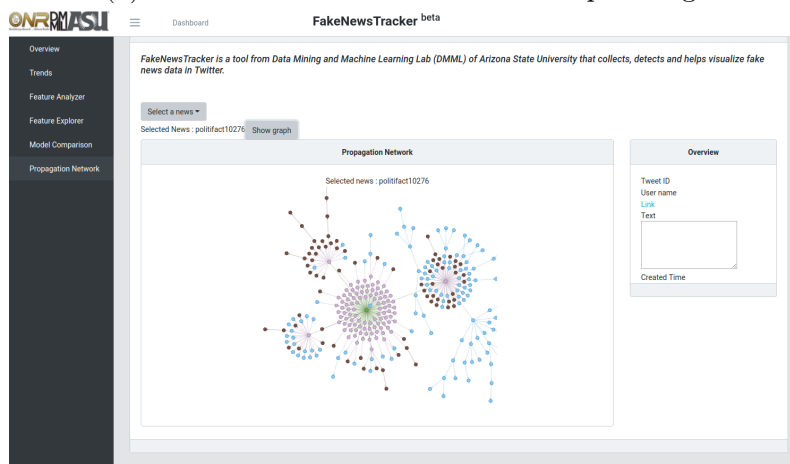 ONR ASU
Dashboard
FakeNewsTracker beta
Overview
Trends
Feature Analyzer
Feature Explorer
Model Comparison
Propagation Network
FakeNewsTracker is a tool from Data Mining and Machine Learning Lab (DMML) of Arizona State University that collects, detects and helps visualize fake
news data in Twitter.
Select a news
Selected News : politifact10276 Show graph
Propagation Network
Selected news : politifact10276
Overview
Tweet ID
User name
Link
Text
Created Time